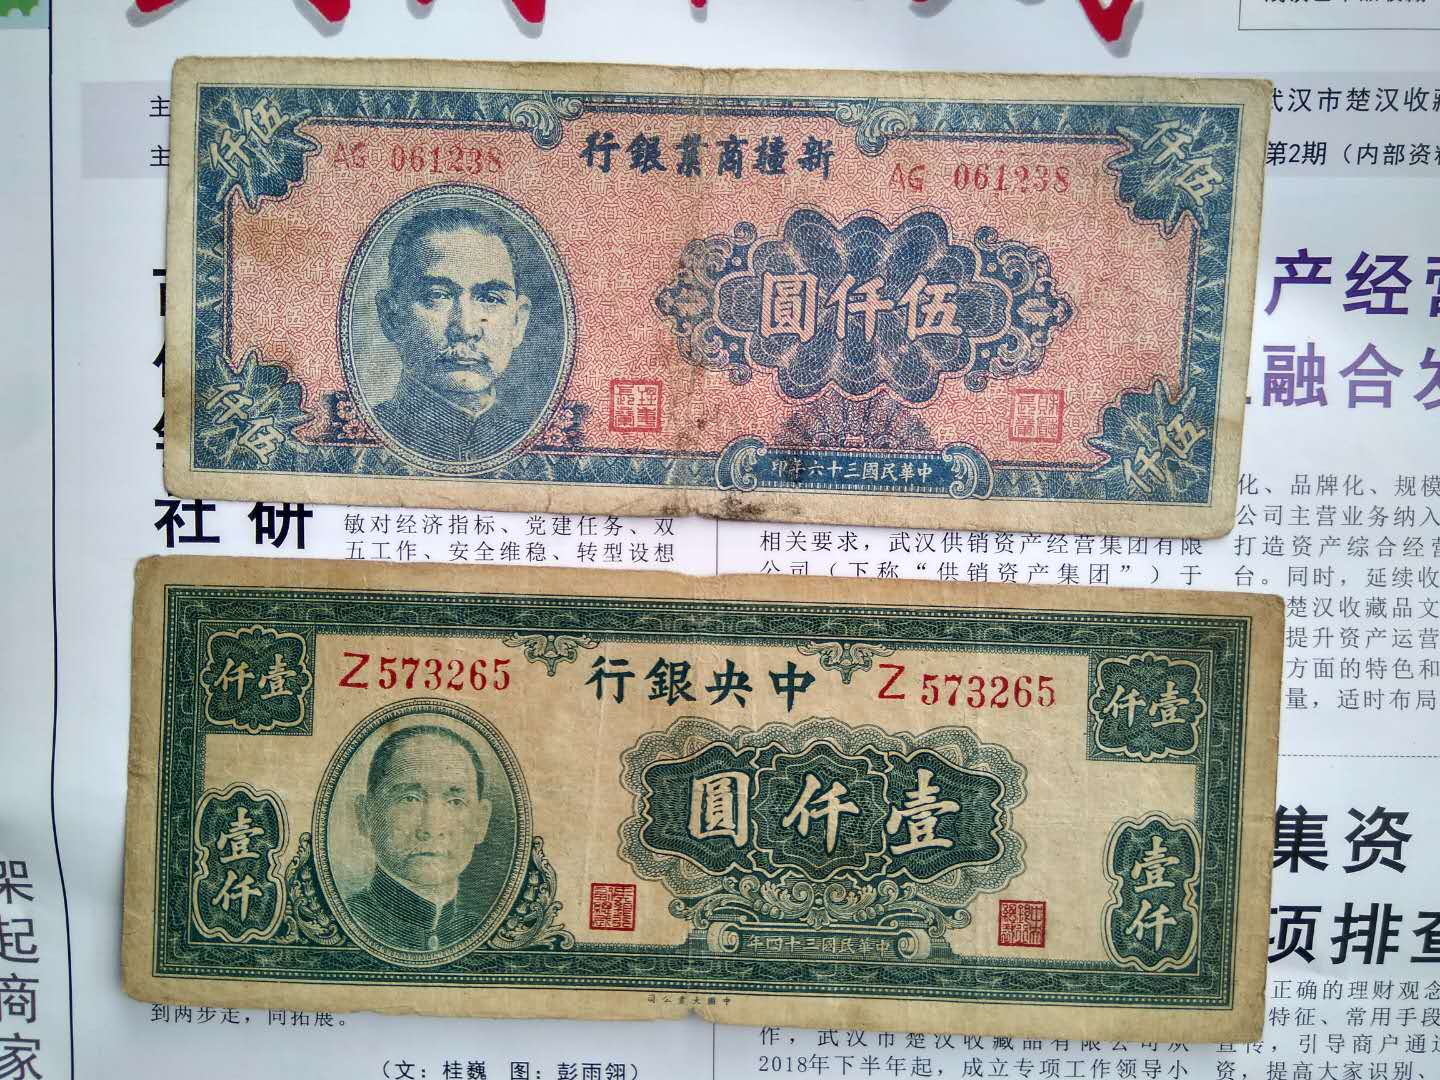 武汉市楚汉收藏
第2期（内部资料
主
主
伍仟
AG 061238
行銀業商疆新
AG 061238
伍仟
圓仟伍
伍仟
印年六十三國民華中
伍仟
产经营
融合发
社研
敏对经济指标、党建任务、双
五工作、安全维稳、转型设想
相关要求，武汉供销资产经营集团有限
公司（下称“供销资产集团”）于
化、品牌化、规模
公司主营业务纳入
打造资产综合经营
台。同时，延续收
楚汉收藏品文
提升资产运营
方面的特色和
量，适时布局
仟壹
Z573265
行銀央中
Z573265
仟壹
圓仟壹
壹仟
壹仟
年四十三國民華中
司公業大國中
集资
项排查
架起商家
到两步走，同拓展。
（文：桂巍 图：彭雨翎）
作，武汉市楚汉收藏品有限公司从
2018年下半年起，成立专项工作领导小
正确的理财观念
特征、常用手段
宣传，引导商户通过
资，提高大家识别、